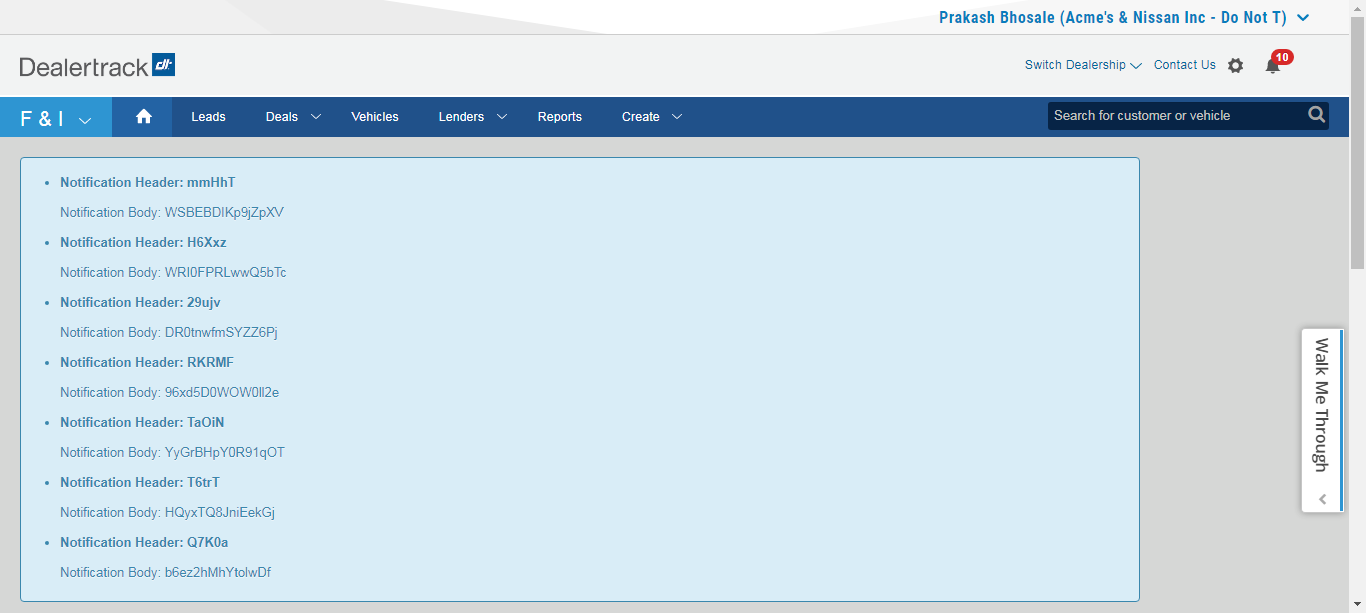 Prakash Bhosale (Acme's & Nissan Inc - Do Not T)
Dealertrack dt
Switch Dealership
Contact Us
10
F & I
Leads
Deals
Vehicles
Lenders
Reports
Create
Search for customer or vehicle
Notification Header: mmHhT
Notification Body: WSBEBDIKp9jZpXV
Notification Header: H6Xxz
Notification Body: WRI0FPRLwwQ5bTc
Notification Header: 29ujv
Notification Body: DR0tnwfmSYZZ6Pj
Notification Header: RKRMF
Notification Body: 96xd5D0WOW0ll2e
Notification Header: TaOiN
Notification Body: YyGrBHpY0R91qOT
Notification Header: T6trT
Notification Body: HQyxTQ8JniEekGj
Notification Header: Q7K0a
Notification Body: b6ez2hMhYtolwDf
Walk Me Through